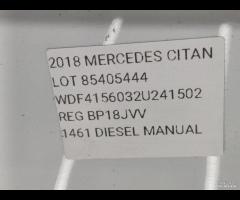 2018 MERCEDES CITAN
LOT 85405444
WDF4156032U241502
REG BP18JVV
1461 DIESEL MANUAL